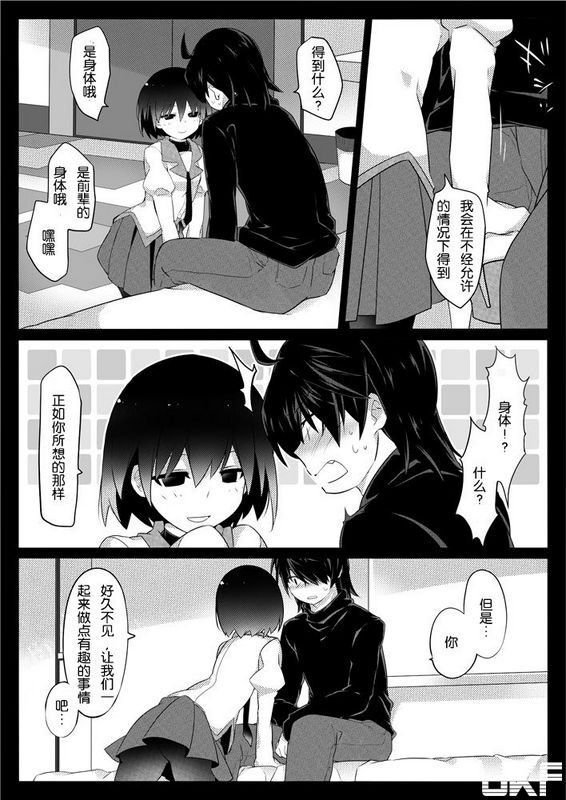 我会在不经允许
的情况下得到
得到什么？
是身体哦
是前辈的
身体哦
嘿嘿
身体！？
什么？
正如你
所想的那样
但是…
你
好久不见，让我们一
起来做点有趣的事情
吧…